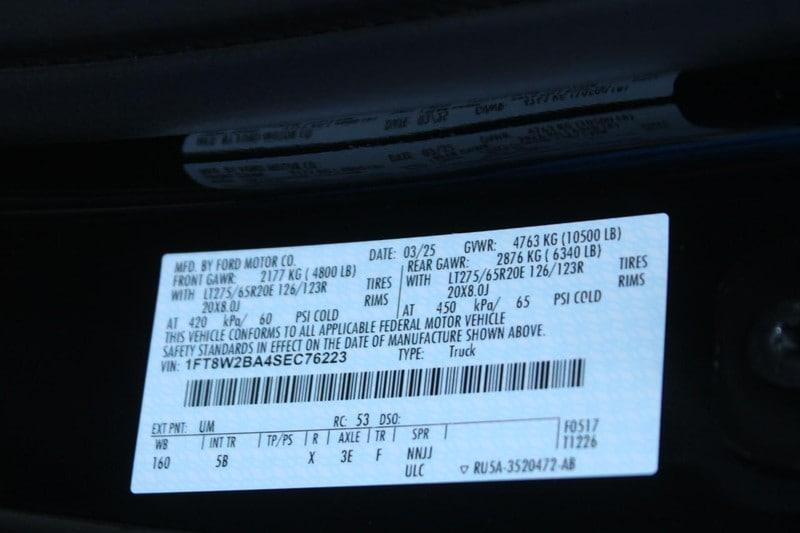 MFD. BY FORD MOTOR CO. DATE: 03/25 GVWR: 4763 KG (10500 LB)
FRONT GAWR: 2177 KG ( 4800 LB) REAR GAWR: 2876 KG ( 6340 LB)
WITH LT275/65R20E 126/123R TIRES WITH LT275/65R20E 126/123R TIRES
20X8.0J RIMS 20X8.0J RIMS
AT 420 kPa/ 60 PSI COLD AT 450 kPa/ 65 PSI COLD
THIS VEHICLE CONFORMS TO ALL APPLICABLE FEDERAL MOTOR VEHICLE
SAFETY STANDARDS IN EFFECT ON THE DATE OF MANUFACTURE SHOWN ABOVE.
VIN: 1FT8W2BA4SEC76223 TYPE: Truck
EXT PNT: UM RC: 53 DSO: F0517
WB INT TR TP/PS R AXLE TR SPR T1226
160 5B X 3E F NNJJ
ULC ▽ RU5A-3520472-AB